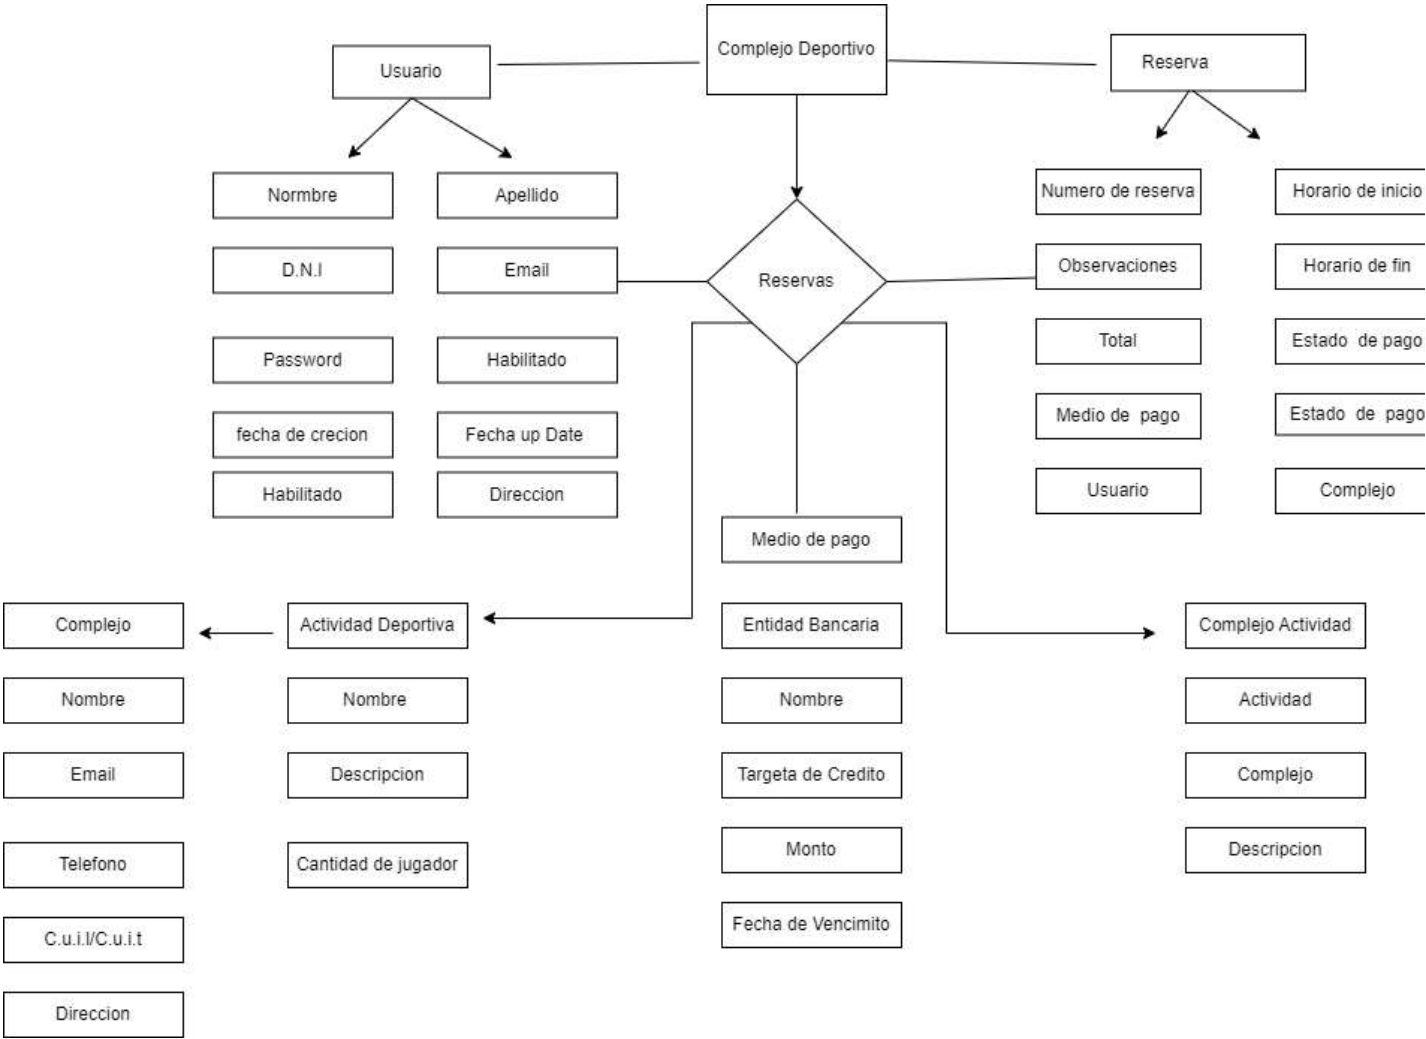 Complejo Deportivo
Usuario
Reserva
Normbre
Apellido
Numero de reserva
Horario de inicio
D.N.I
Email
Reservas
Observaciones
Horario de fin
Password
Habilitado
Total
Estado de pago
fecha de crecion
Fecha up Date
Medio de pago
Estado de pago
Habilitado
Direccion
Usuario
Complejo
Medio de pago
Complejo
Actividad Deportiva
Entidad Bancaria
Complejo Actividad
Nombre
Nombre
Nombre
Actividad
Email
Descripcion
Targeta de Credito
Complejo
Telefono
Cantidad de jugador
Monto
Descripcion
C.u.i.l/C.u.i.t
Fecha de Vencimito
Direccion